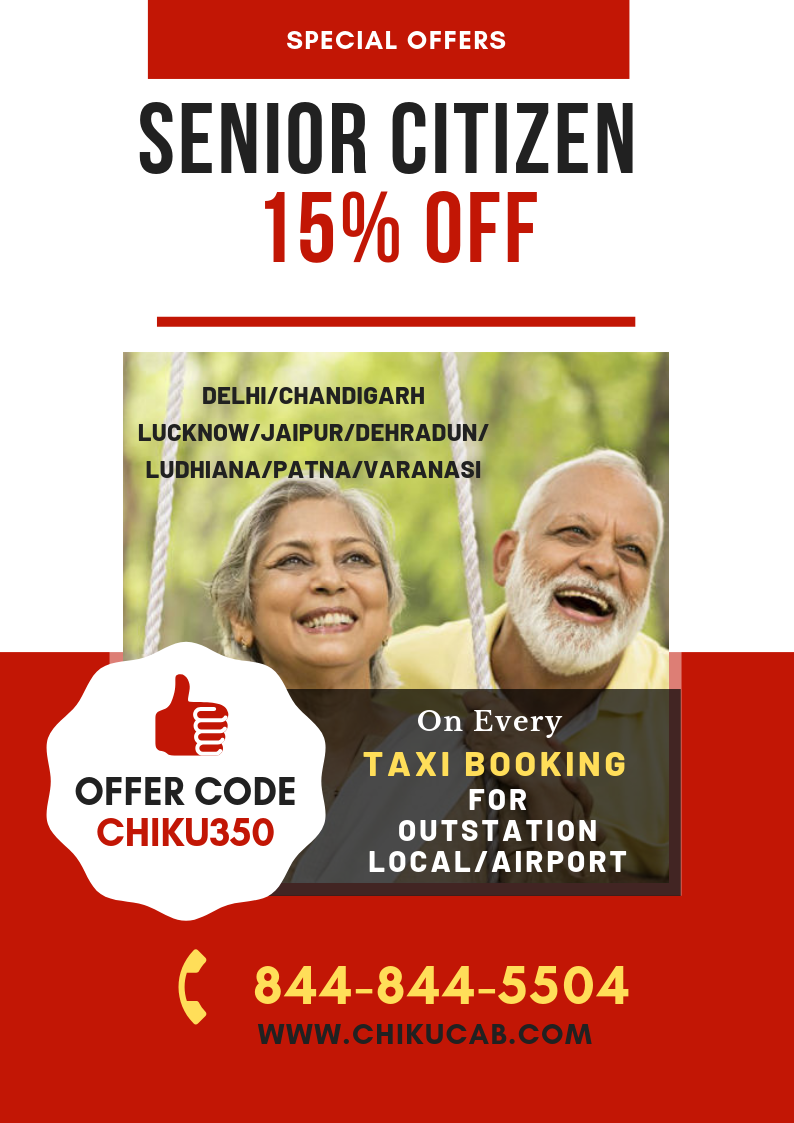 SPECIAL OFFERS
SENIOR CITIZEN
15% OFF
DELHI/CHANDIGARH
LUCKNOW/JAIPUR/DEHRADUN/
LUDHIANA/PATNA/VARANASI
On Every
TAXI BOOKING
FOR
OUTSTATION
LOCAL/AIRPORT
OFFER CODE
CHIKU350
844-844-5504
WWW.CHIKUCAB.COM